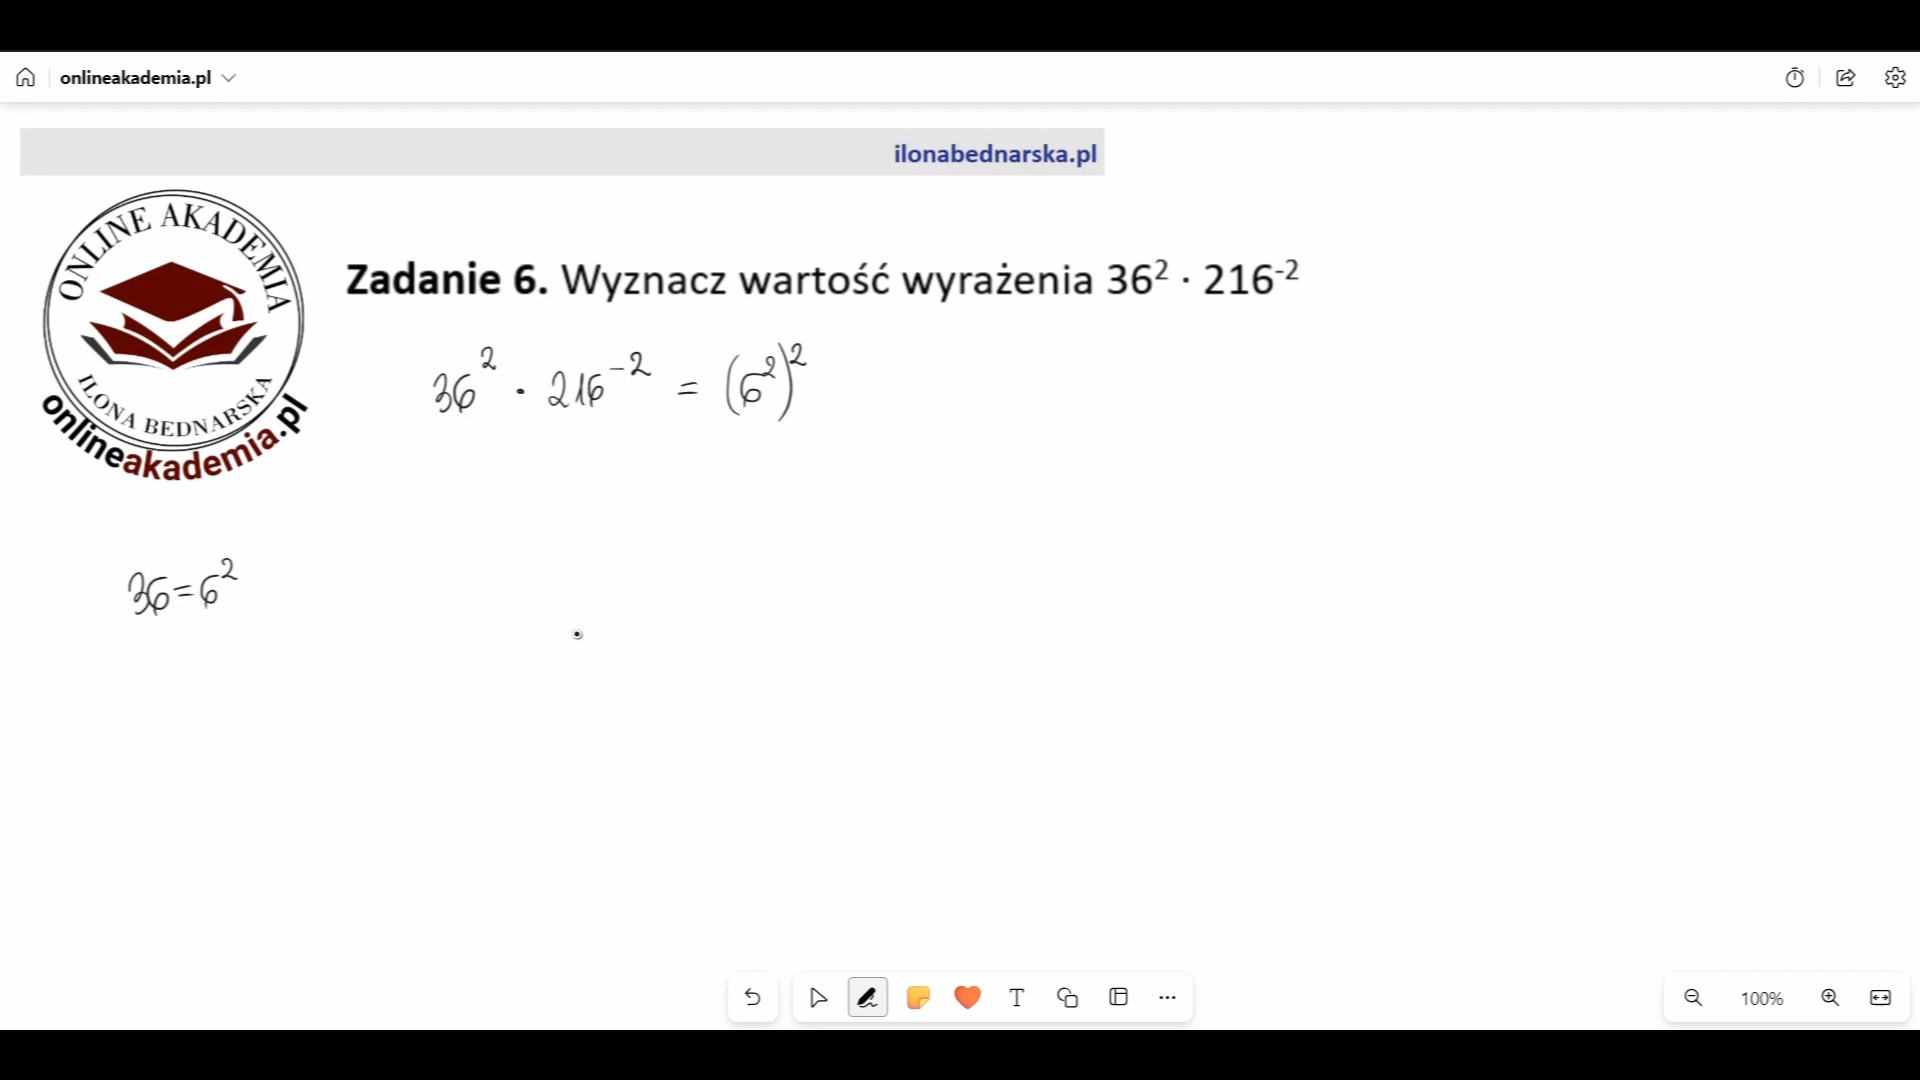 onlineakademia.pl
ilonabednarska.pl
ONLINE AKADEMIA
ILONA BEDNARSKA
onlineakademia.pl
Zadanie 6. Wyznacz wartość wyrażenia 36² · 216⁻²
36² · 216⁻² = (6²)²
36=6²
T
100%